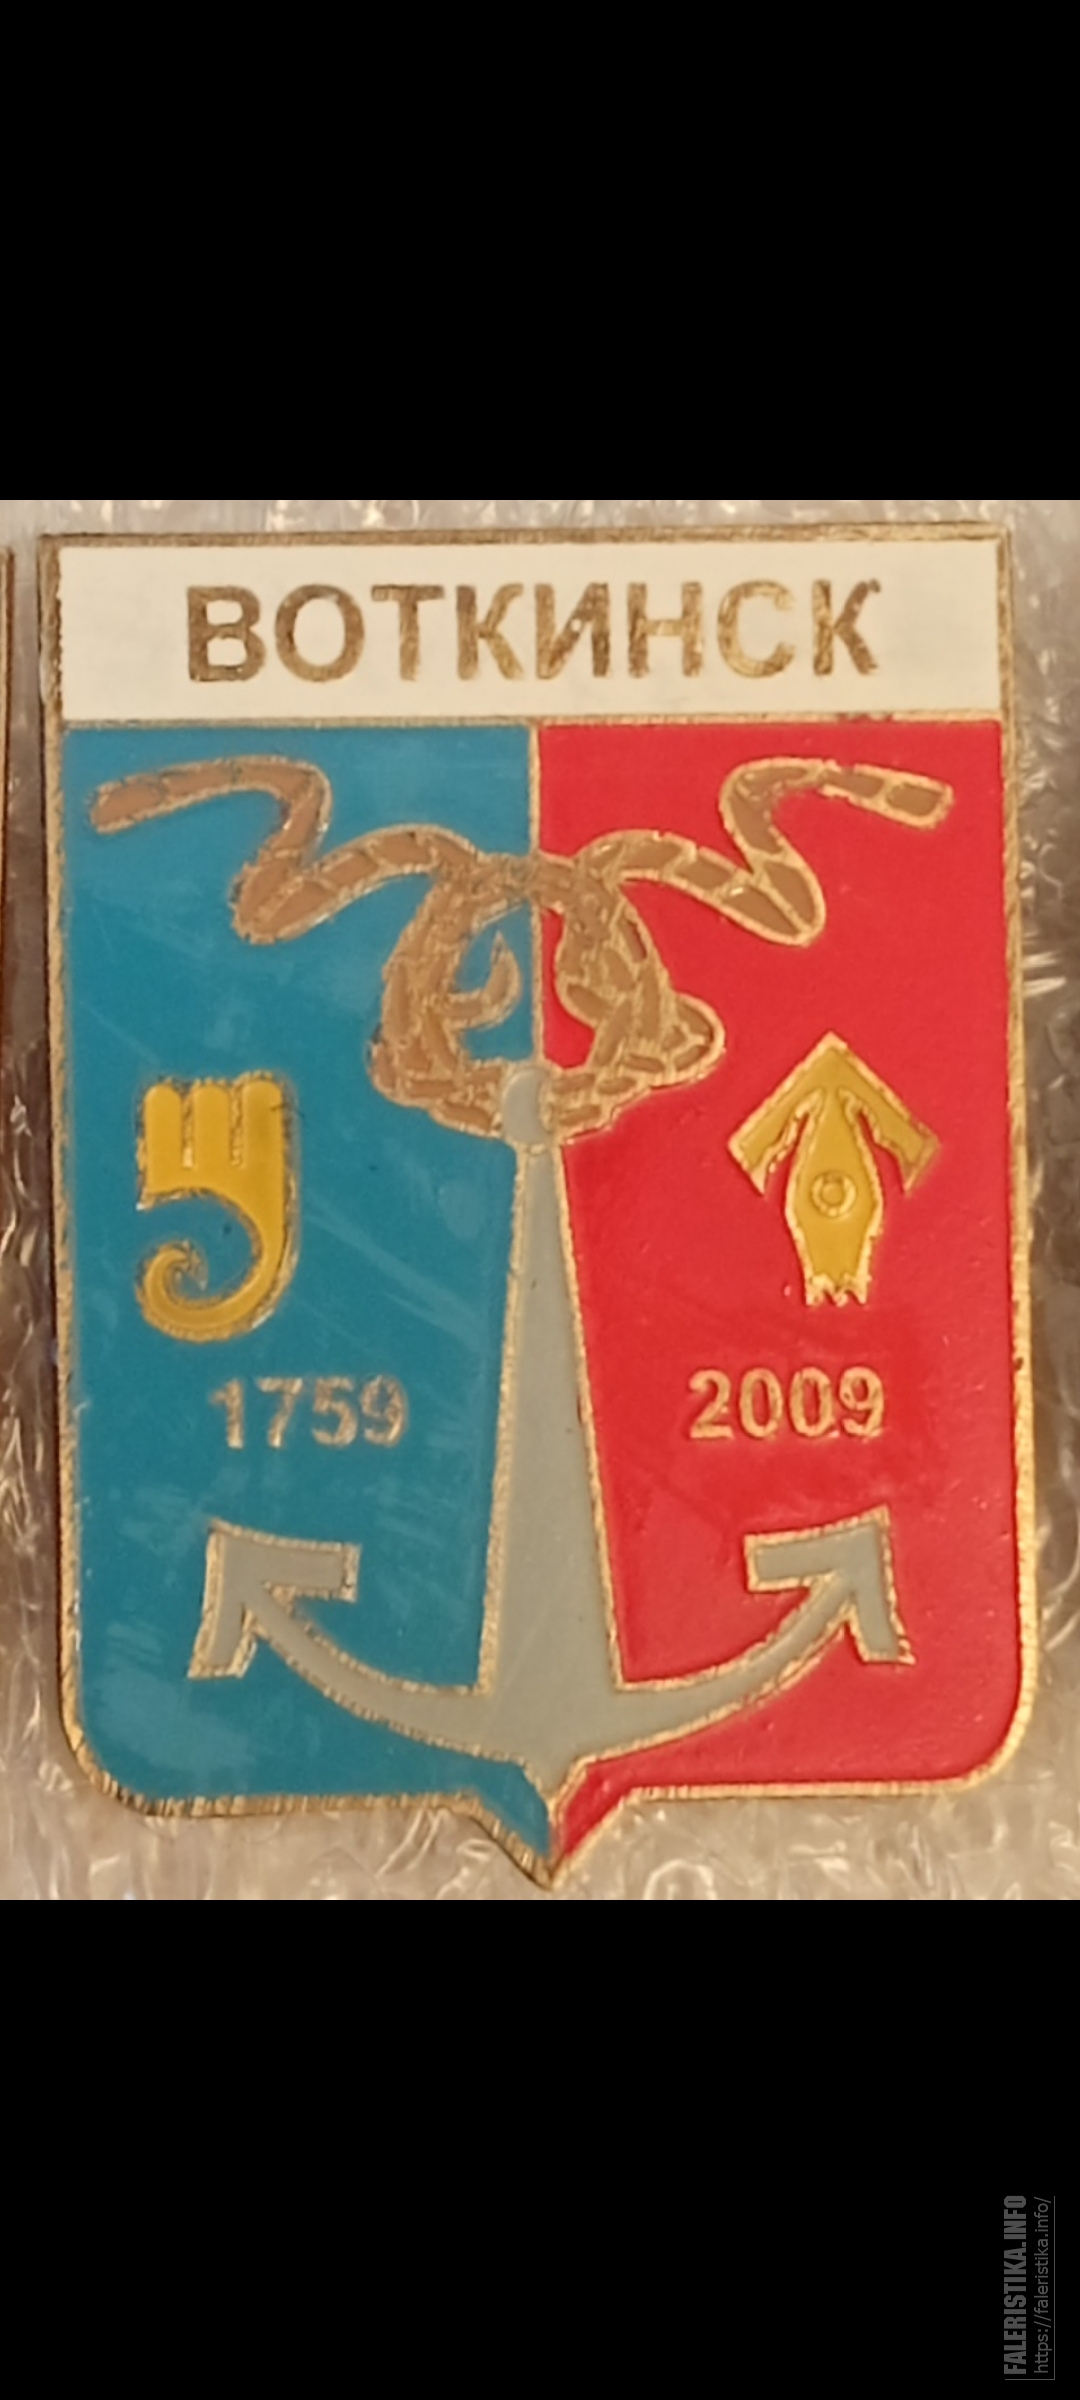 ВОТКИНСК
1759
2009
FALERISTIKA.INFO
https://faleristika.info/